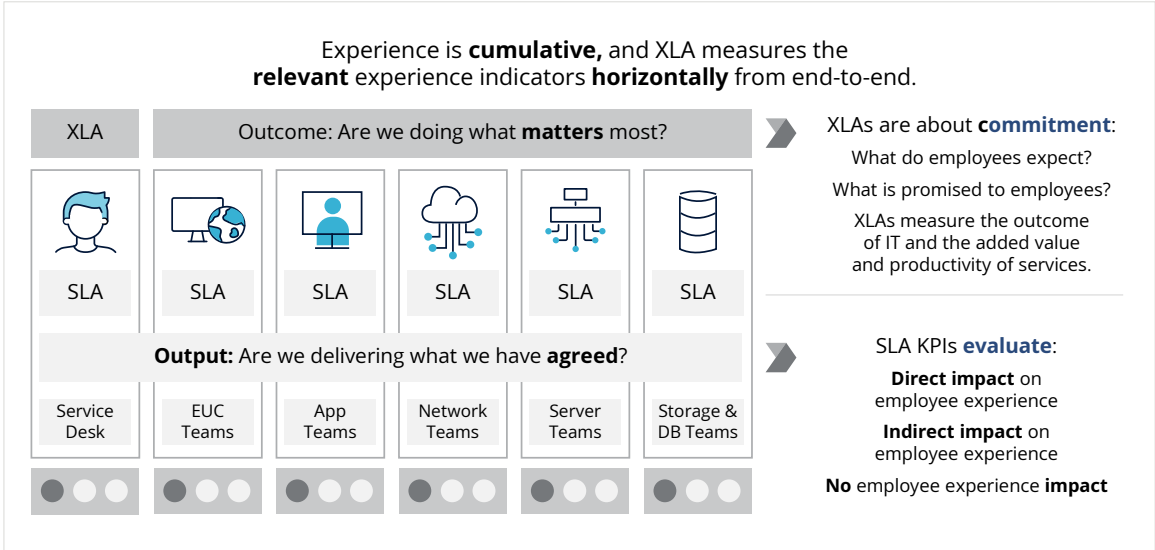 Experience is cumulative, and XLA measures the
relevant experience indicators horizontally from end-to-end.
XLA
Outcome: Are we doing what matters most?
SLA
SLA
SLA
SLA
SLA
SLA
Output: Are we delivering what we have agreed?
Service
Desk
EUC
Teams
App
Teams
Network
Teams
Server
Teams
Storage &
DB Teams
XLAs are about commitment:
What do employees expect?
What is promised to employees?
XLAs measure the outcome
of IT and the added value
and productivity of services.
SLA KPIs evaluate:
Direct impact on
employee experience
Indirect impact on
employee experience
No employee experience impact